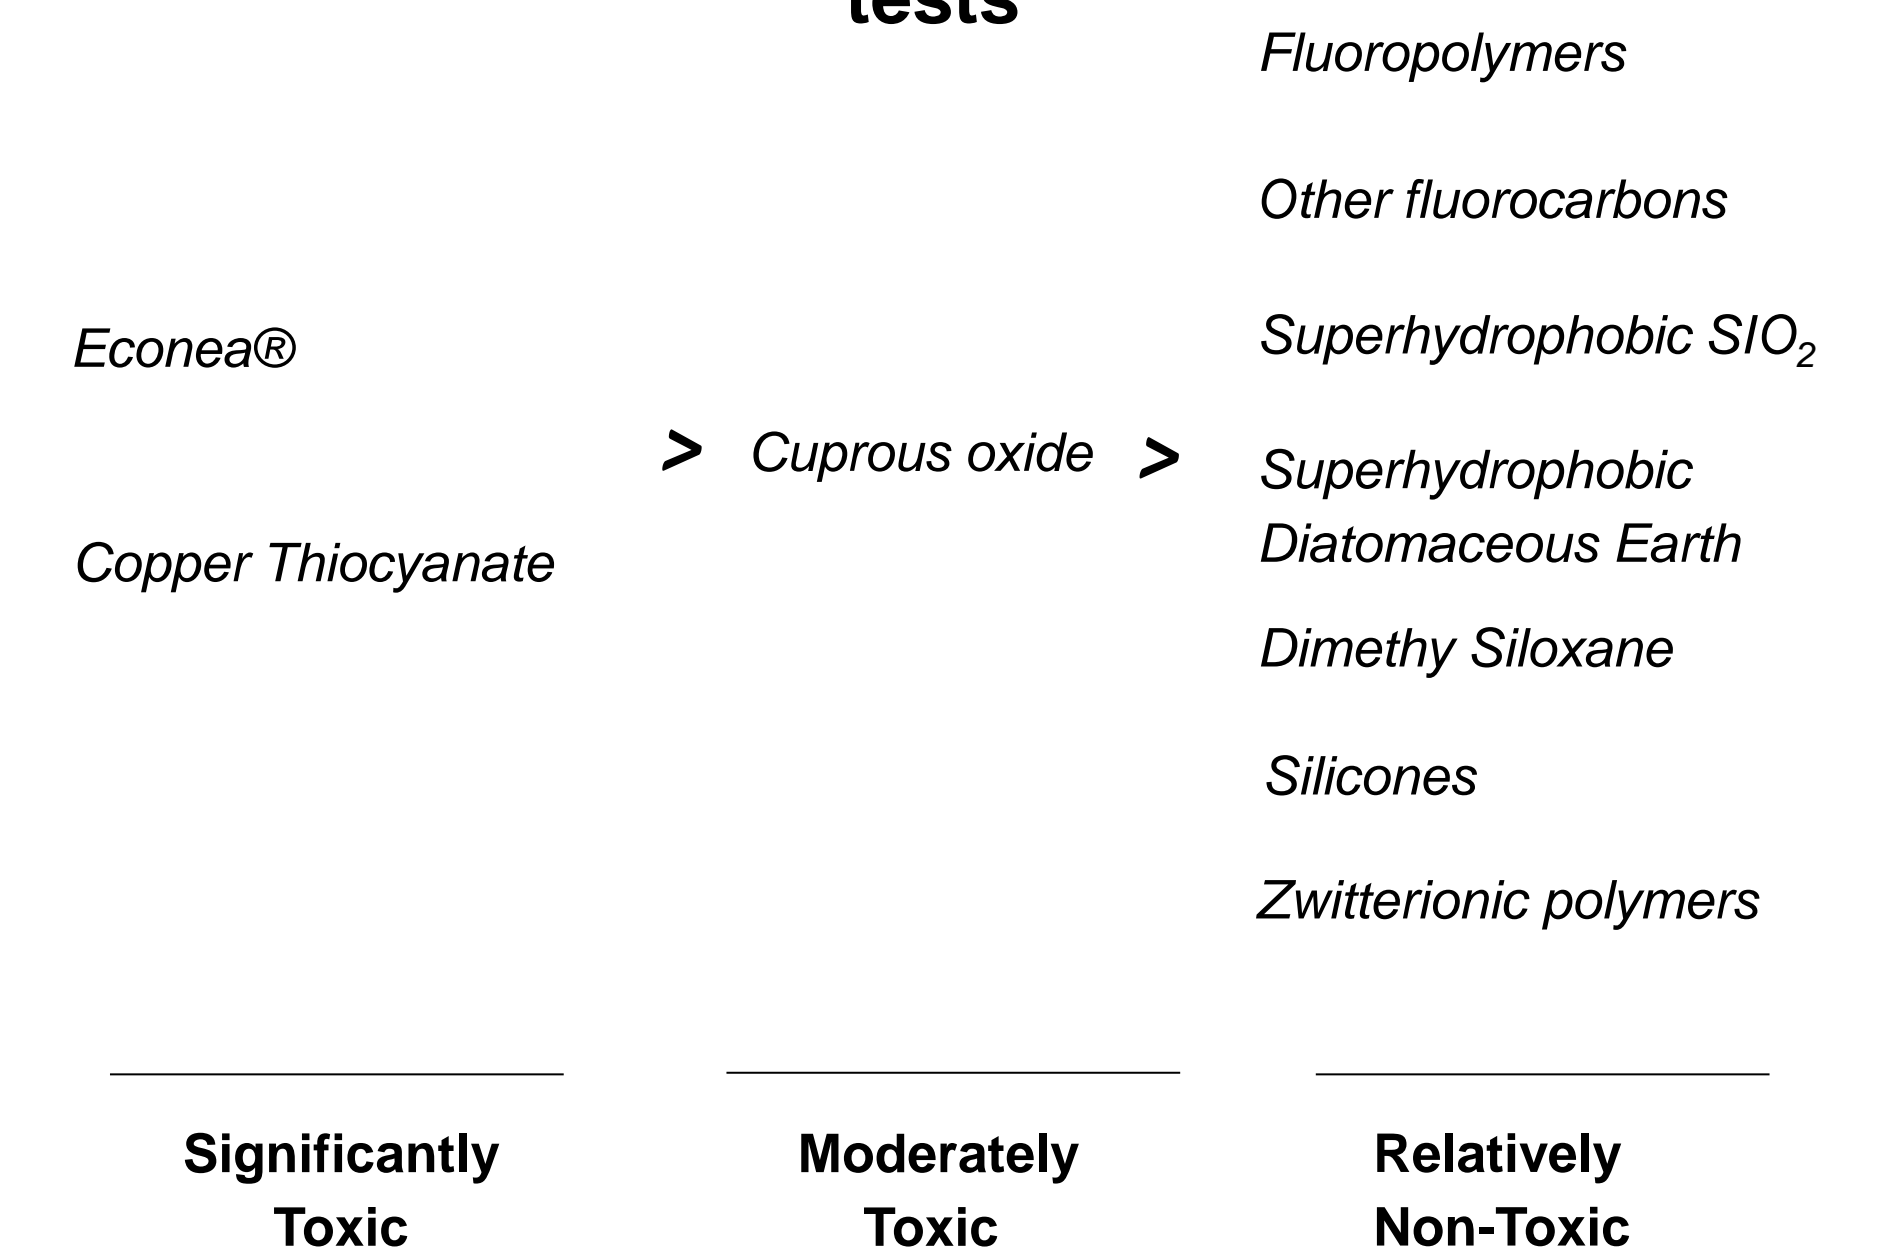 tests
Fluoropolymers
Other fluorocarbons
Econea®
Superhydrophobic SIO₂
> Cuprous oxide >
Superhydrophobic
Diatomaceous Earth
Copper Thiocyanate
Dimethy Siloxane
Silicones
Zwitterionic polymers
Significantly
Toxic
Moderately
Toxic
Relatively
Non-Toxic